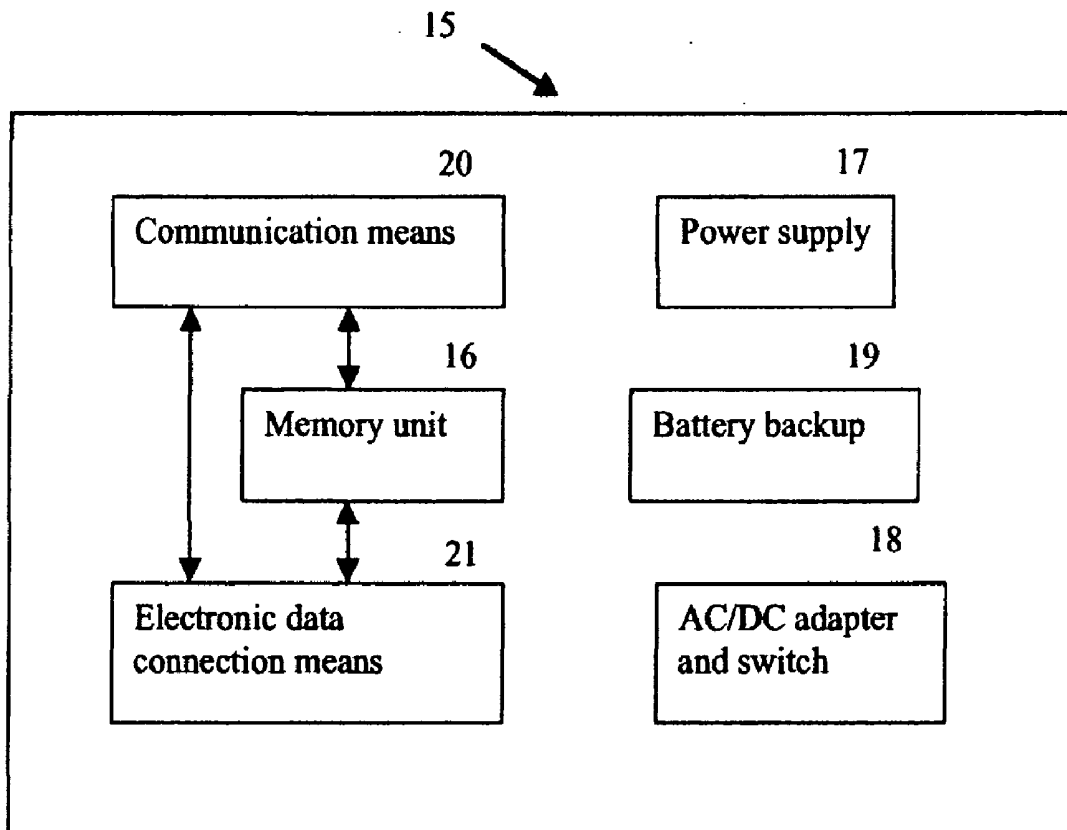 15
20
17
Communication means
Power supply
16
19
Memory unit
Battery backup
21
18
Electronic data
connection means
AC/DC adapter
and switch